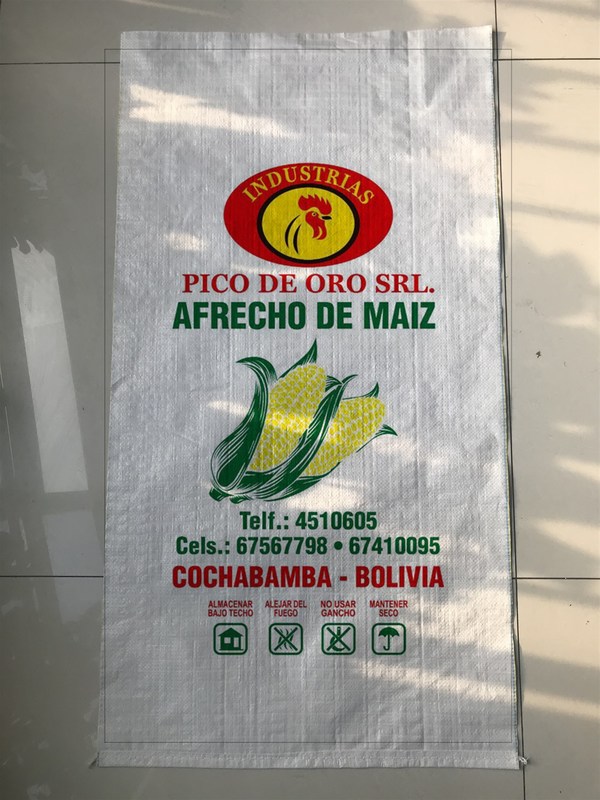 INDUSTRIAS
PICO DE ORO SRL.
AFRECHO DE MAIZ
Telf.: 4510605
Cels.: 67567798 • 67410095
COCHABAMBA - BOLIVIA
ALMACENAR
BAJO TECHO
ALEJAR DEL
FUEGO
NO USAR
GANCHO
MANTENER
SECO